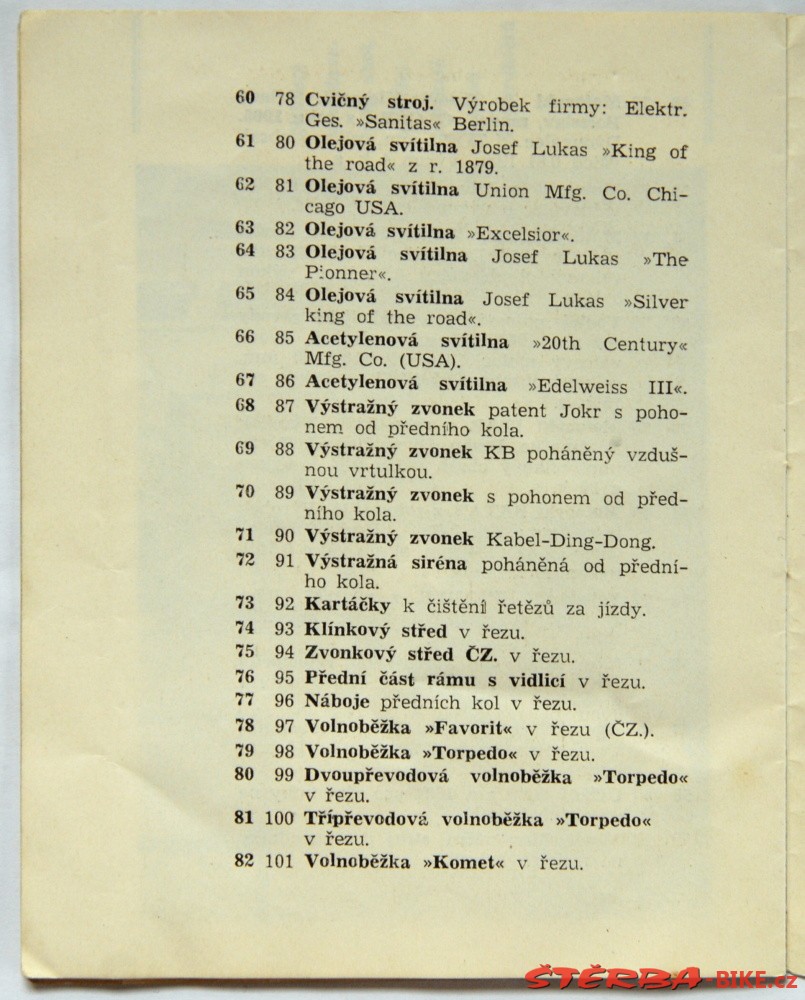 60 78 Cvičný stroj. Výrobek firmy: Elektr.
Ges. »Sanitas« Berlin.
61 80 Olejová svítilna Josef Lukas »King of
the road« z r. 1879.
62 81 Olejová svítilna Union Mfg. Co. Chi-
cago USA.
63 82 Olejová svítilna »Excelsior«.
64 83 Olejová svítilna Josef Lukas »The
Pionner«.
65 84 Olejová svítilna Josef Lukas »Silver
king of the road«.
66 85 Acetylenová svítilna »20th Century«
Mfg. Co. (USA).
67 86 Acetylenová svítilna »Edelweiss III«.
68 87 Výstražný zvonek patent Jokr s poho-
nem od předního kola.
69 88 Výstražný zvonek KB poháněný vzduš-
nou vrtulkou.
70 89 Výstražný zvonek s pohonem od před-
ního kola.
71 90 Výstražný zvonek Kabel-Ding-Dong.
72 91 Výstražná siréna poháněná od přední-
ho kola.
73 92 Kartáčky k čištění řetězů za jízdy.
74 93 Klínkový střed v řezu.
75 94 Zvonkový střed ČZ. v řezu.
76 95 Přední část rámu s vidlicí v řezu.
77 96 Náboje předních kol v řezu.
78 97 Volnoběžka »Favorit« v řezu (ČZ.).
79 98 Volnoběžka »Torpedo« v řezu.
80 99 Dvoupřevodová volnoběžka »Torpedo«
v řezu.
81 100 Třípřevodová volnoběžka »Torpedo«
v řezu.
82 101 Volnoběžka »Komet« v řezu.
ŠTĚRBA-BIKE.cz